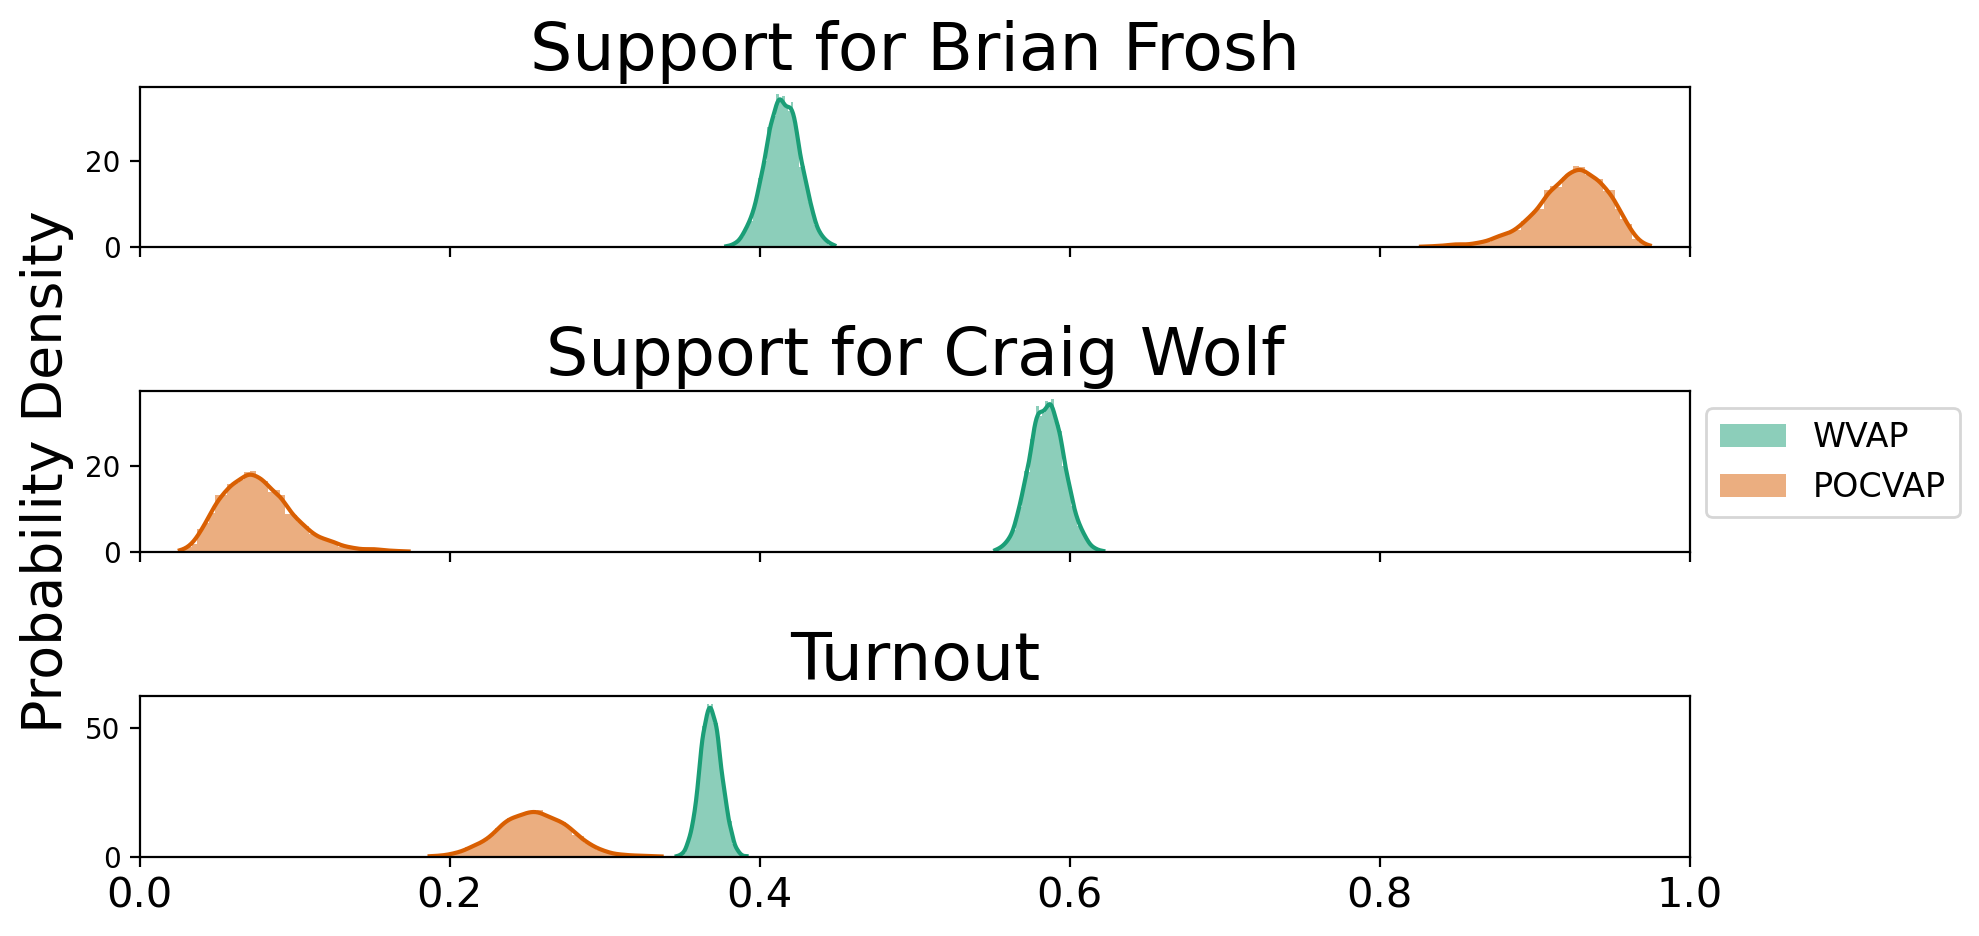 Support for Brian Frosh
20
0
Support for Craig Wolf
20
0
Probability Density
WVAP
POCVAP
Turnout
50
0
0.0 0.2 0.4 0.6 0.8 1.0